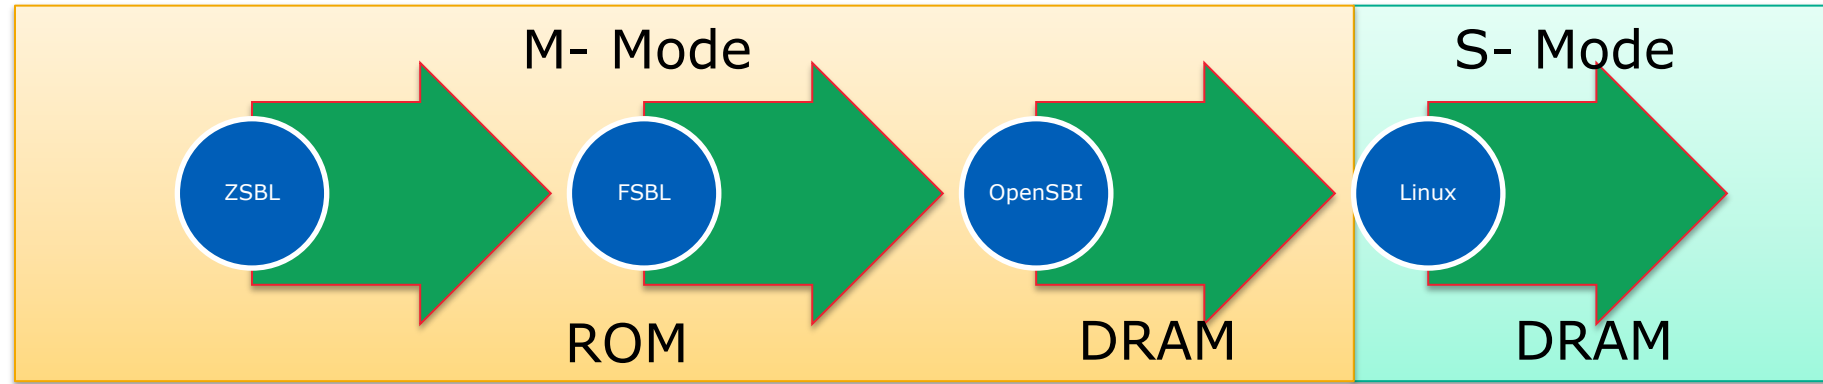 M- Mode
S- Mode
ZSBL
FSBL
OpenSBI
Linux
ROM
DRAM
DRAM